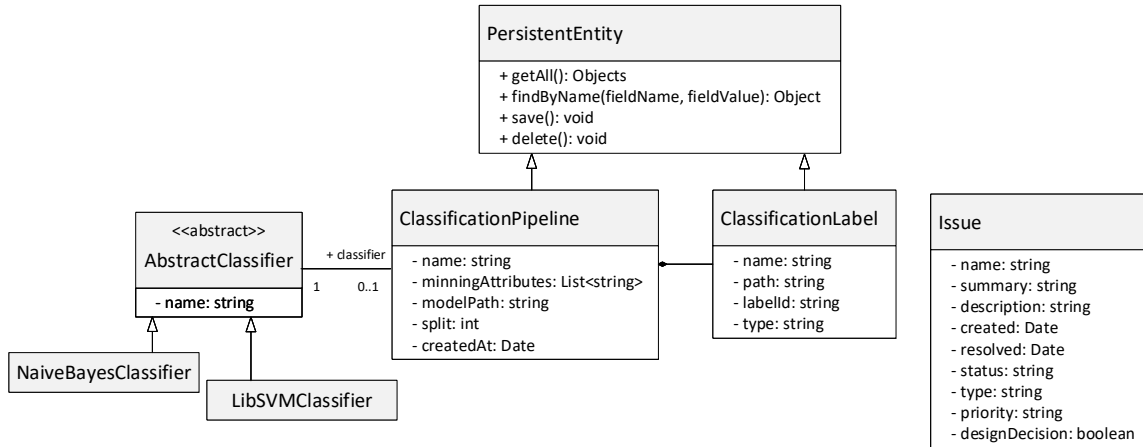 PersistentEntity
+ getAll(): Objects
+ findByName(fieldName, fieldValue): Object
+ save(): void
+ delete(): void
<<abstract>>
AbstractClassifier
- name: string
+ classifier
1
0..1
ClassificationPipeline
- name: string
- minningAttributes: List<string>
- modelPath: string
- split: int
- createdAt: Date
ClassificationLabel
- name: string
- path: string
- labelId: string
- type: string
Issue
- name: string
- summary: string
- description: string
- created: Date
- resolved: Date
- status: string
- type: string
- priority: string
- designDecision: boolean
NaiveBayesClassifier
LibSVMClassifier